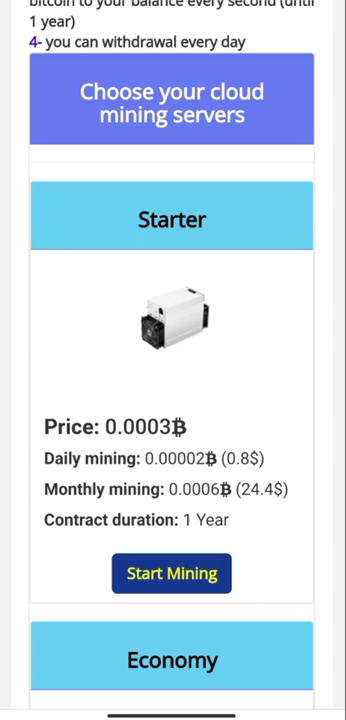 bitcoin to your balance every second (until
1 year)
4- you can withdrawal every day
Choose your cloud
mining servers
Starter
Price: 0.0003₿
Daily mining: 0.00002₿ (0.8$)
Monthly mining: 0.0006₿ (24.4$)
Contract duration: 1 Year
Start Mining
Economy